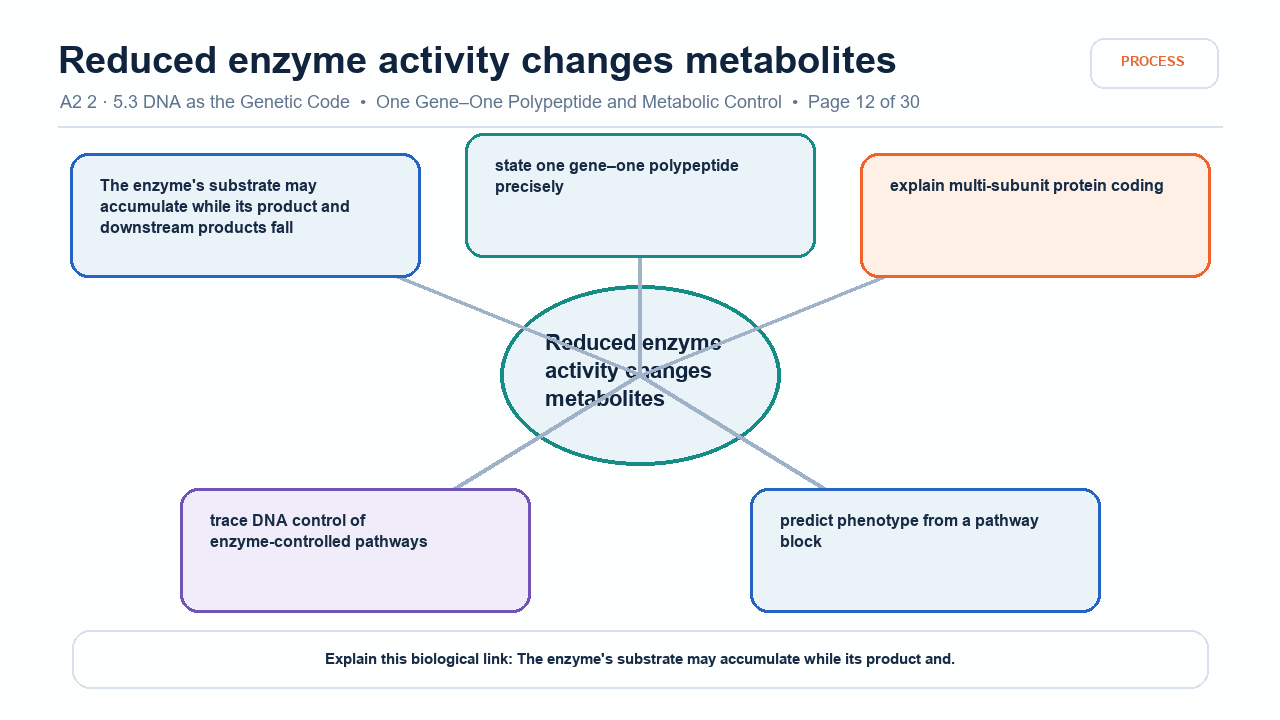 Reduced enzyme activity changes metabolites
PROCESS
A2 2 · 5.3 DNA as the Genetic Code • One Gene–One Polypeptide and Metabolic Control • Page 12 of 30
The enzyme's substrate may
accumulate while its product and
downstream products fall
state one gene–one polypeptide
precisely
explain multi-subunit protein coding
Reduced enzyme
activity changes
metabolites
trace DNA control of
enzyme-controlled pathways
predict phenotype from a pathway
block
Explain this biological link: The enzyme's substrate may accumulate while its product and.